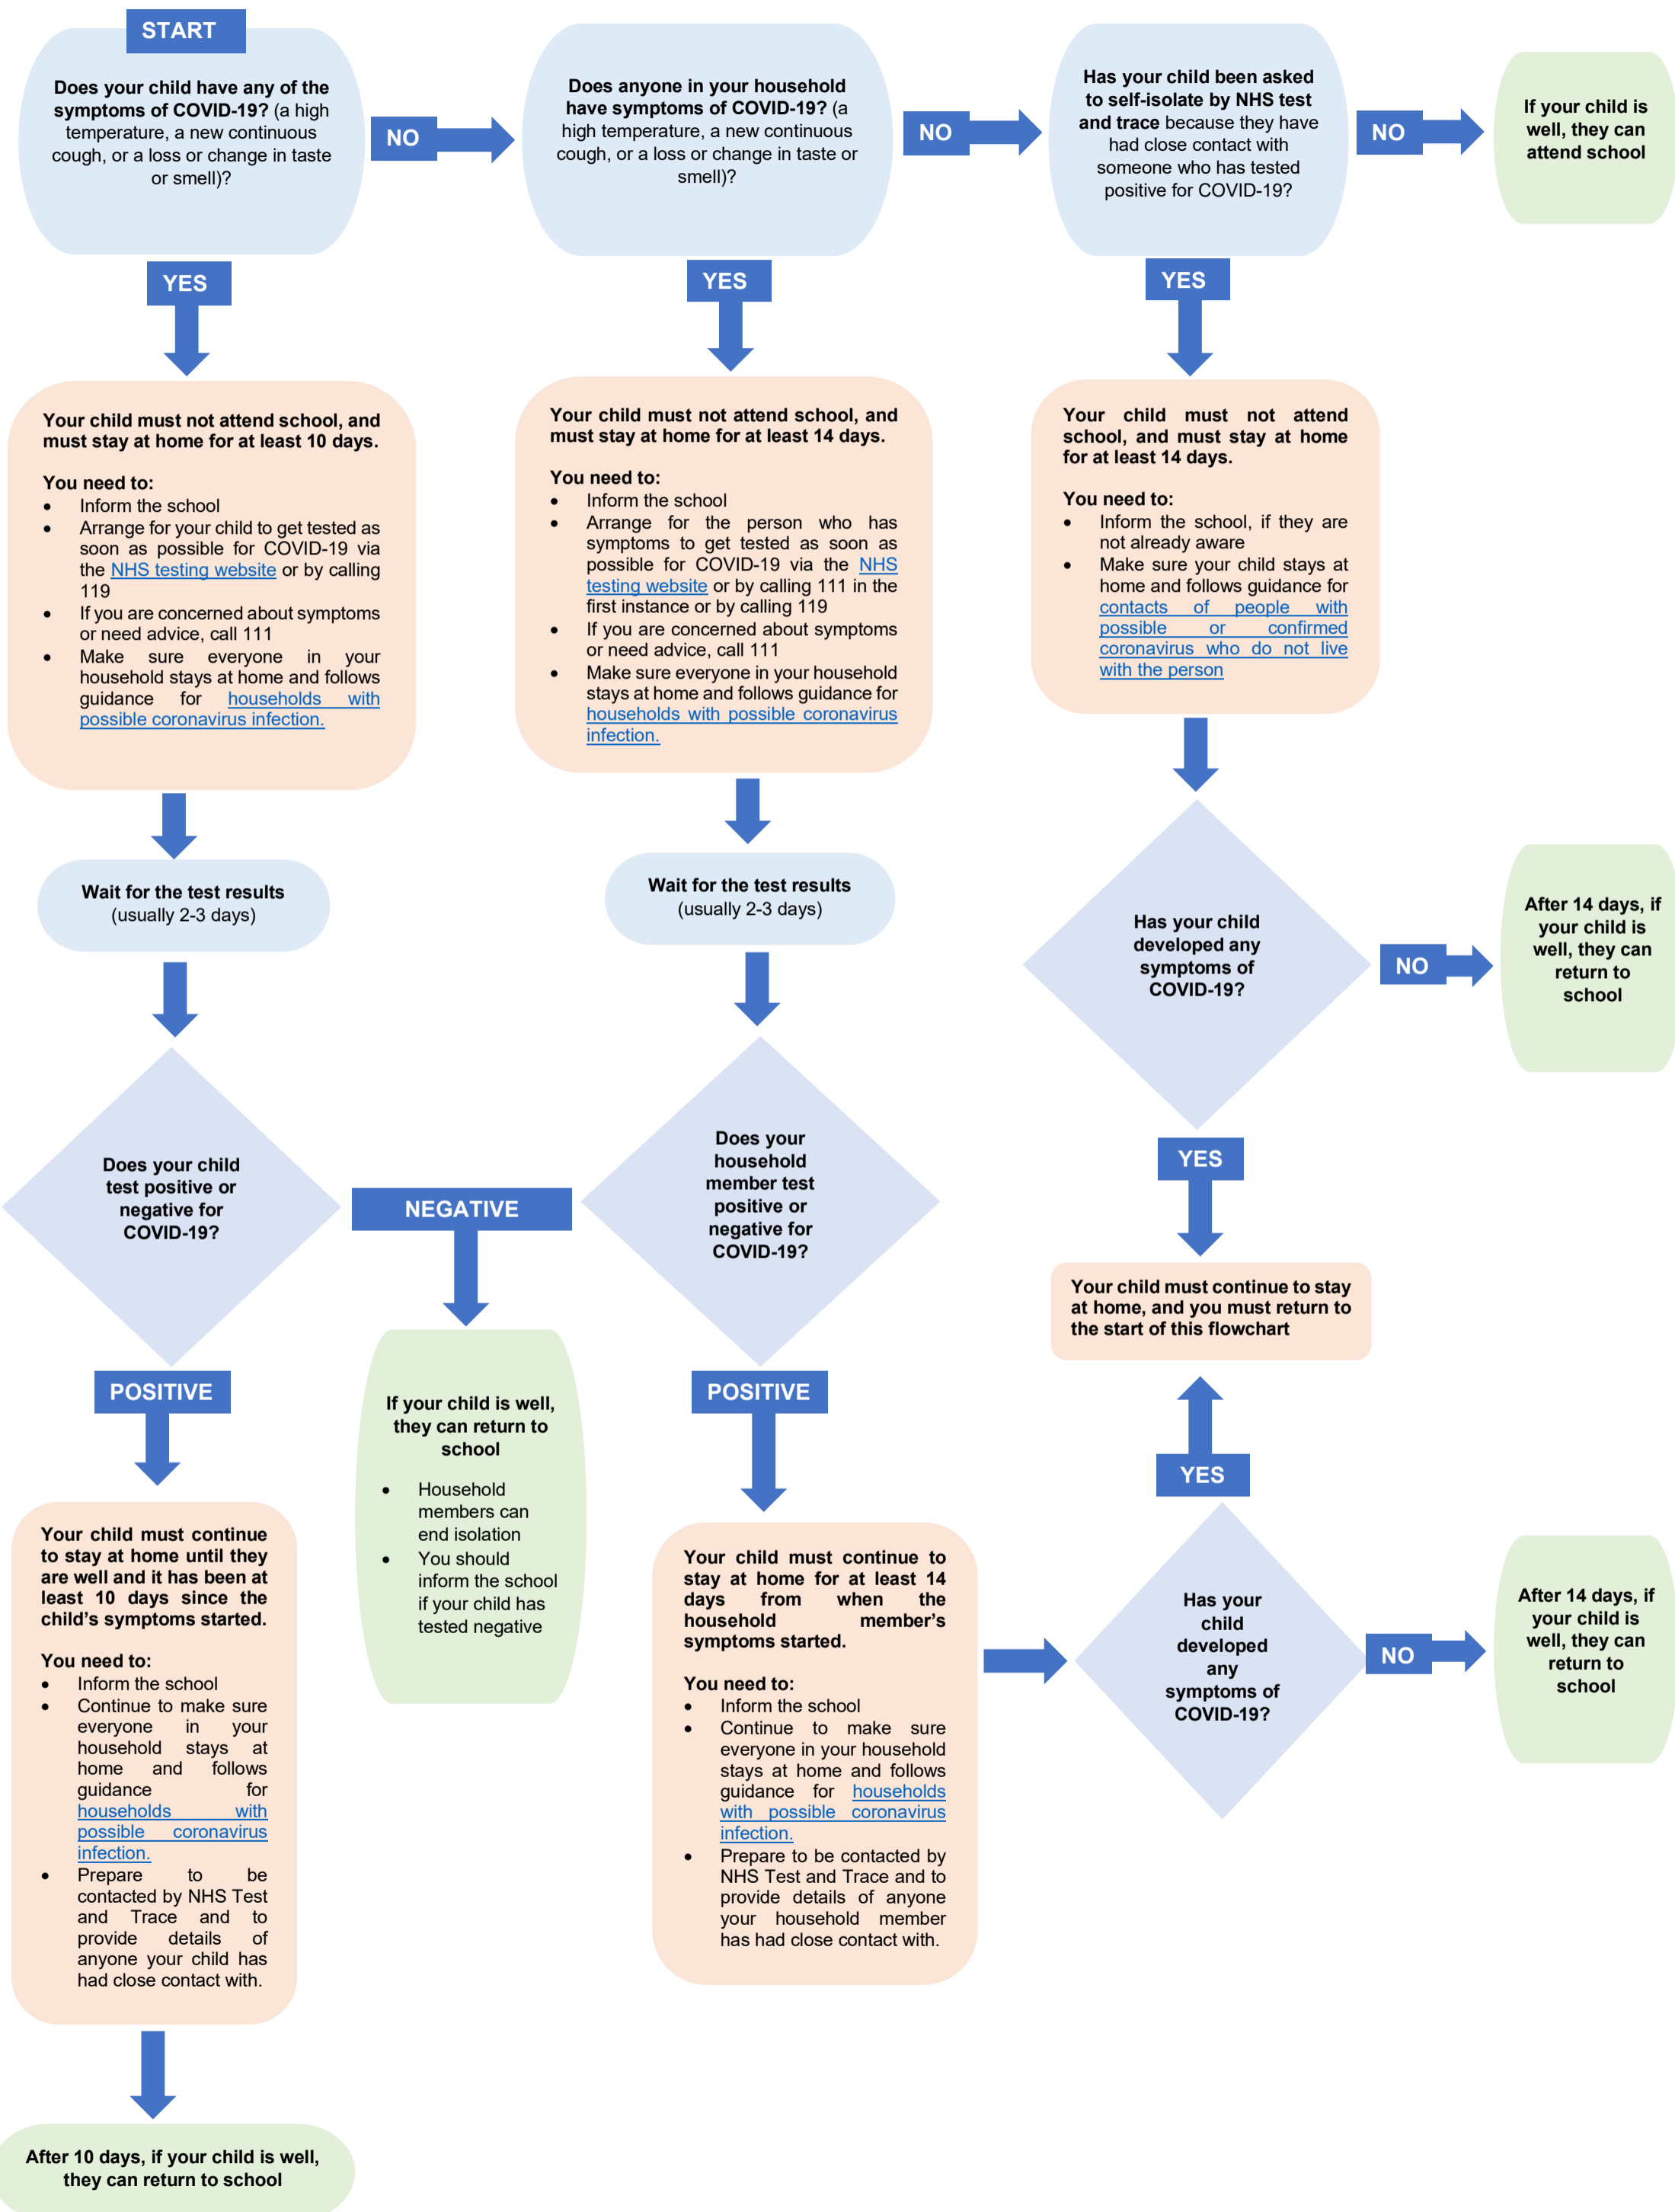 START
Does your child have any of the
symptoms of COVID-19? (a high
temperature, a new continuous
cough, or a loss or change in taste
or smell)?
NO
Does anyone in your household
have symptoms of COVID-19? (a
high temperature, a new continuous
cough, or a loss or change in taste or
smell)?
NO
Has your child been asked
to self-isolate by NHS test
and trace because they have
had close contact with
someone who has tested
positive for COVID-19?
NO
If your child is
well, they can
attend school
YES
YES
YES
Your child must not attend school, and
must stay at home for at least 10 days.
You need to:
• Inform the school
• Arrange for your child to get tested as
soon as possible for COVID-19 via
the NHS testing website or by calling
119
• If you are concerned about symptoms
or need advice, call 111
• Make sure everyone in your
household stays at home and follows
guidance for households with
possible coronavirus infection.
Your child must not attend school, and
must stay at home for at least 14 days.
You need to:
• Inform the school
• Arrange for the person who has
symptoms to get tested as soon as
possible for COVID-19 via the NHS
testing website or by calling 111 in the
first instance or by calling 119
• If you are concerned about symptoms
or need advice, call 111
• Make sure everyone in your household
stays at home and follows guidance for
households with possible coronavirus
infection.
Your child must not attend
school, and must stay at home
for at least 14 days.
You need to:
• Inform the school, if they are
not already aware
• Make sure your child stays at
home and follows guidance for
contacts of people with
possible or confirmed
coronavirus who do not live
with the person
Wait for the test results
(usually 2-3 days)
Wait for the test results
(usually 2-3 days)
Has your child
developed any
symptoms of
COVID-19?
NO
After 14 days, if
your child is
well, they can
return to
school
Does your child
test positive or
negative for
COVID-19?
NEGATIVE
Does your
household
member test
positive or
negative for
COVID-19?
YES
Your child must continue to stay
at home, and you must return to
the start of this flowchart
POSITIVE
If your child is well,
they can return to
school
• Household
members can
end isolation
• You should
inform the school
if your child has
tested negative
POSITIVE
YES
Your child must continue
to stay at home until they
are well and it has been at
least 10 days since the
child's symptoms started.
You need to:
• Inform the school
• Continue to make sure
everyone in your
household stays at
home and follows
guidance for
households with
possible coronavirus
infection.
• Prepare to be
contacted by NHS Test
and Trace and to
provide details of
anyone your child has
had close contact with.
Your child must continue to
stay at home for at least 14
days from when the
household member's
symptoms started.
You need to:
• Inform the school
• Continue to make sure
everyone in your household
stays at home and follows
guidance for households
with possible coronavirus
infection.
• Prepare to be contacted by
NHS Test and Trace and to
provide details of anyone
your household member
has had close contact with.
Has your
child
developed
any
symptoms of
COVID-19?
NO
After 14 days, if
your child is
well, they can
return to
school
After 10 days, if your child is well,
they can return to school